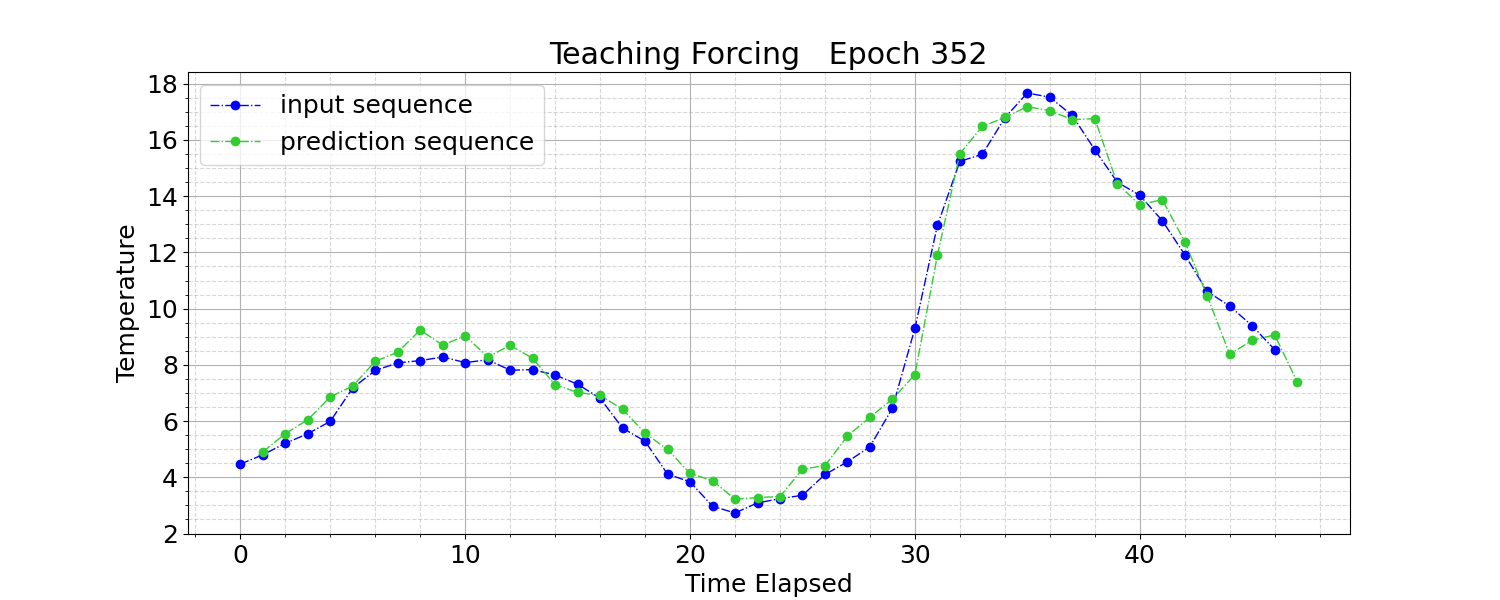 Teaching Forcing   Epoch 352
18
16
14
12
10
8
6
4
2
Temperature
input sequence
prediction sequence
0 10 20 30 40
Time Elapsed